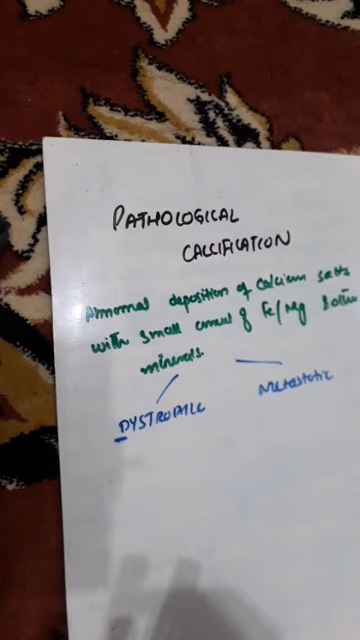 PATHOLOGICAL
CALCIFICATION
Abnormal deposition of calcium salts
with small amount of Fe/Mg & other
minerals.
DYSTROPHIC
Metastatic